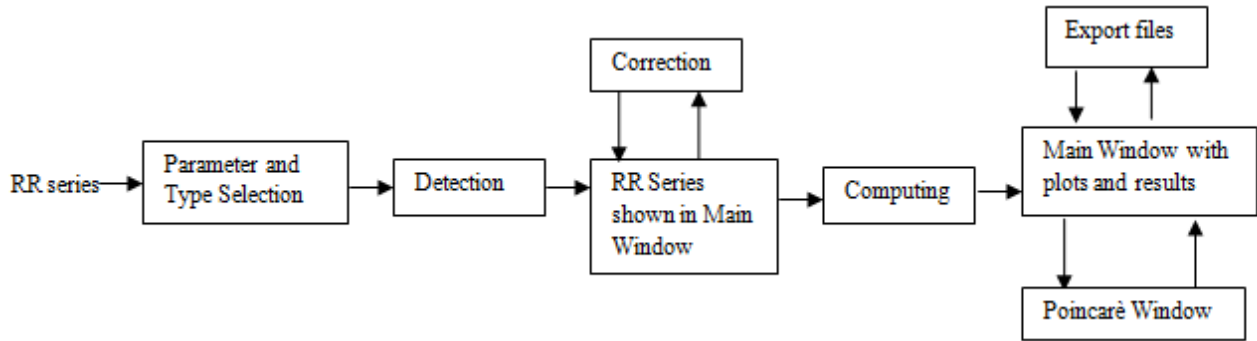 Export files
Correction
RR series
Parameter and
Type Selection
Detection
RR Series
shown in Main
Window
Computing
Main Window with
plots and results
Poincarè Window